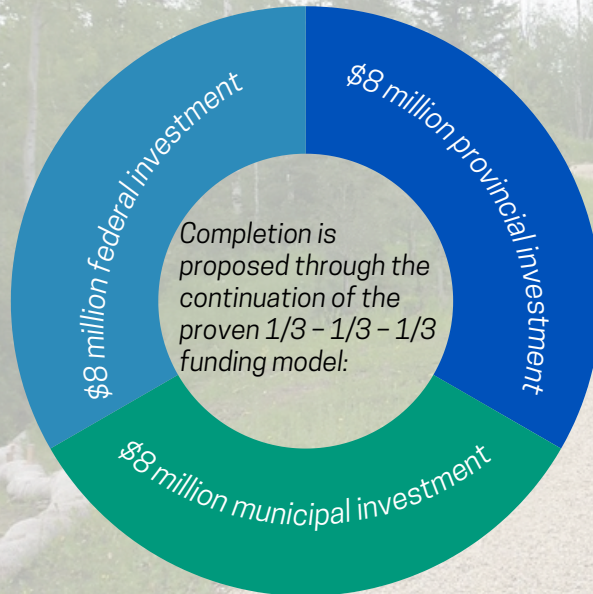 $8 million federal investment
$8 million provincial investment
Completion is
proposed through the
continuation of the
proven 1/3 – 1/3 – 1/3
funding model:
$8 million municipal investment